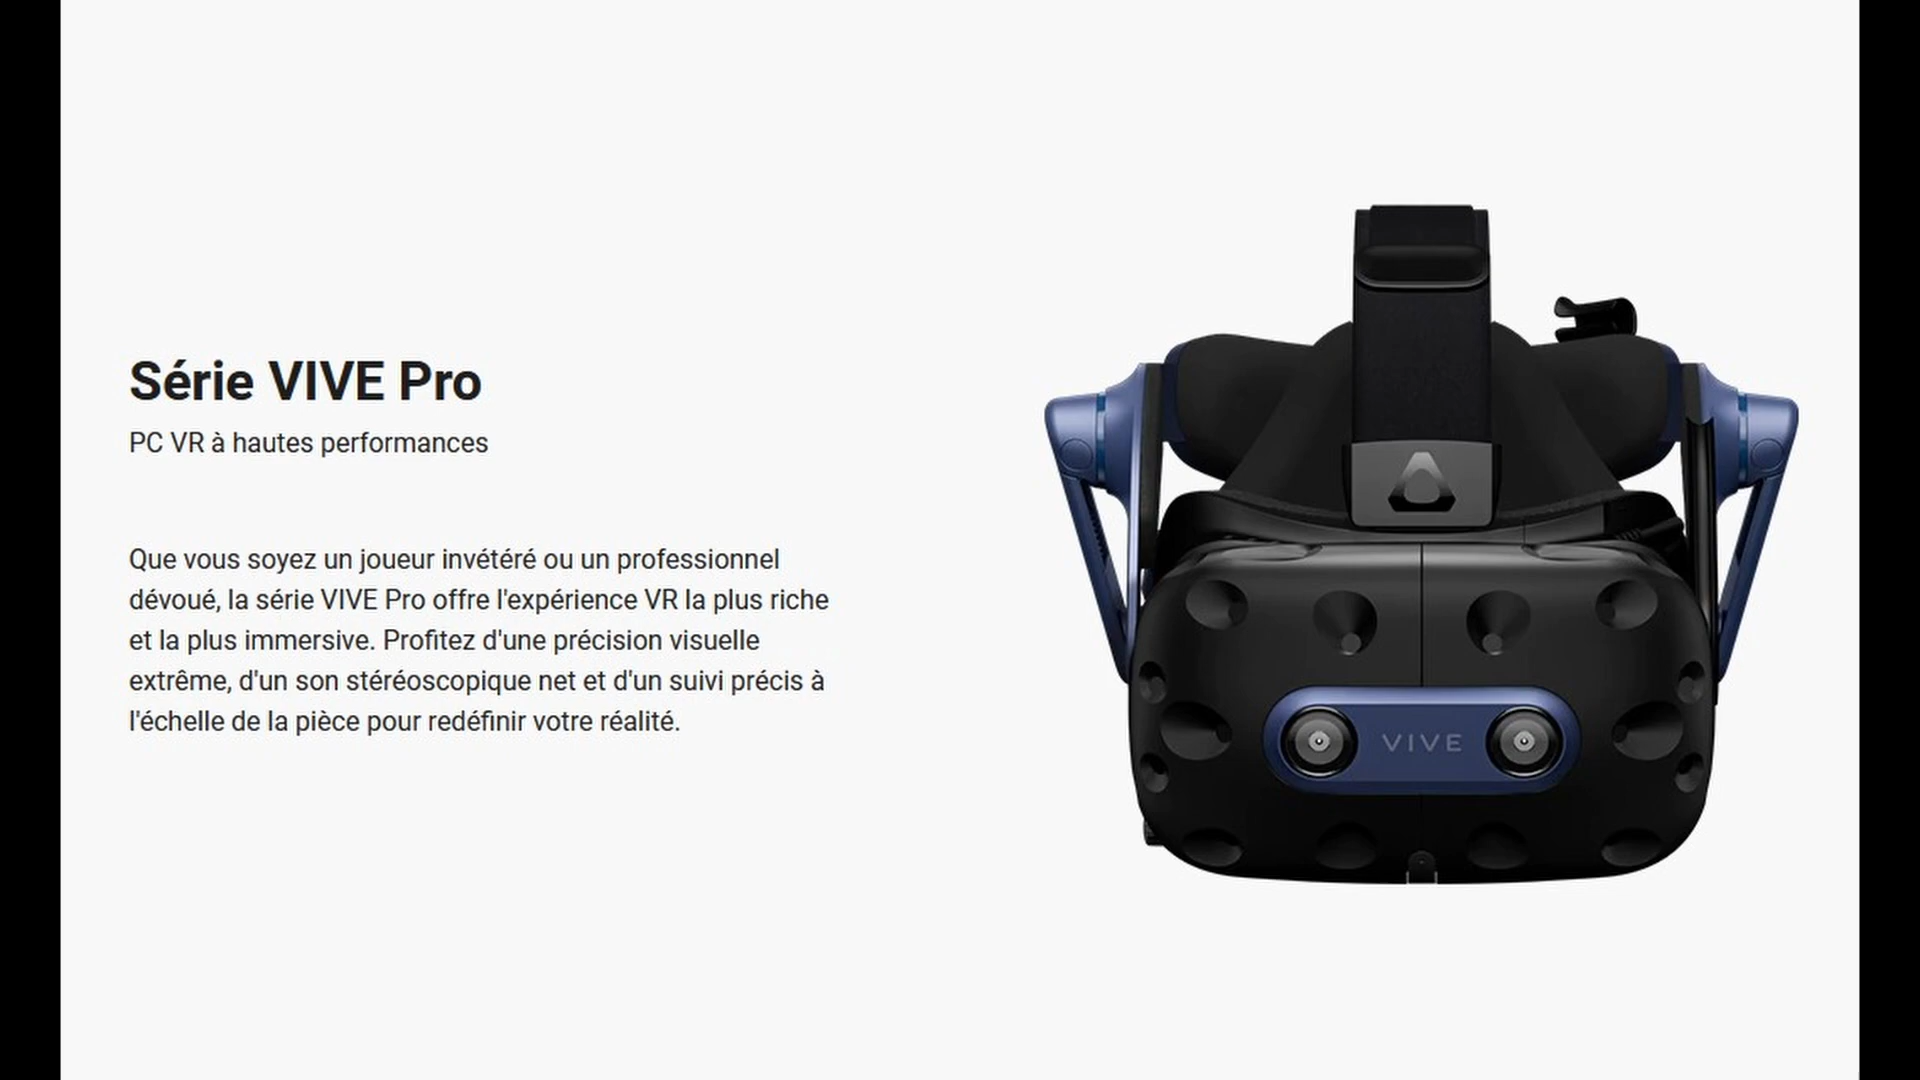 Série VIVE Pro
PC VR à hautes performances
Que vous soyez un joueur invétéré ou un professionnel
dévoué, la série VIVE Pro offre l'expérience VR la plus riche
et la plus immersive. Profitez d'une précision visuelle
extrême, d'un son stéréoscopique net et d'un suivi précis à
l'échelle de la pièce pour redéfinir votre réalité.
VIVE